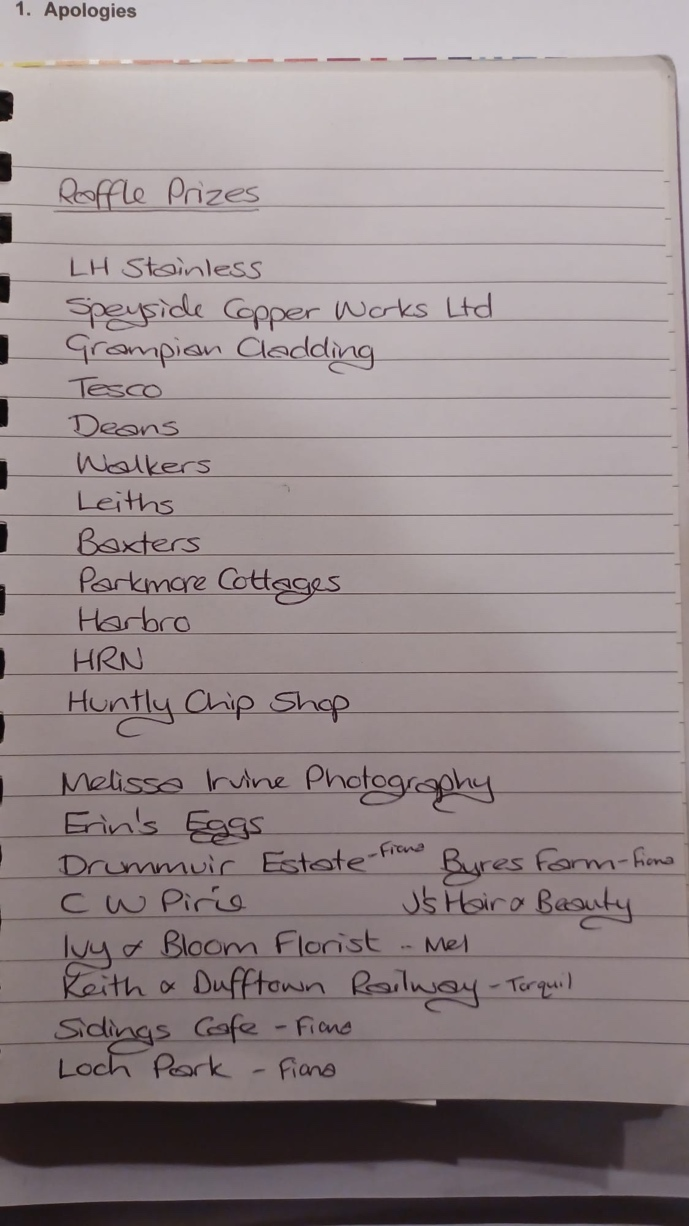 1. Apologies
Raffle Prizes
LH Stainless
Speyside Copper Works Ltd
Grampian Cladding
Tesco
Deans
Walkers
Leiths
Baxters
Parkmore Cottages
Harbro
HRN
Huntly Chip Shop
Melissa Irvine Photography
Erin's Eggs
Drummuir Estate - Fiona Byres Farm - Fiona
C W Pirie J's Hair & Beauty
Ivy & Bloom Florist - Mel
Keith & Dufftown Railway - Torquil
Sidings Cafe - Fiona
Loch Park - Fiona